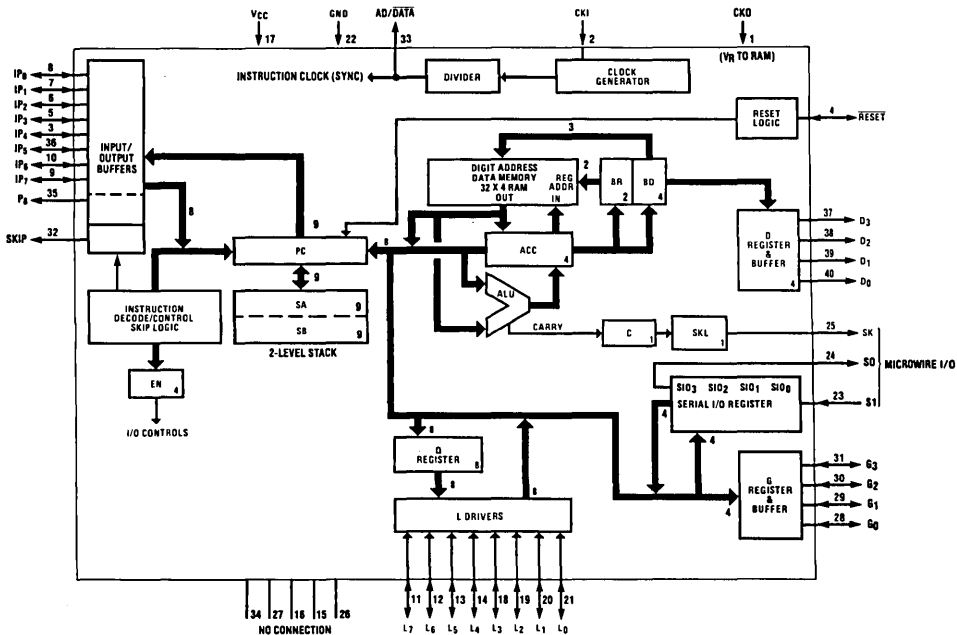 VCC
17
GND
22
AD/DATA
33
CKI
2
CKO
1
(VR TO RAM)
INSTRUCTION CLOCK (SYNC)
DIVIDER
CLOCK
GENERATOR
RESET
LOGIC
4
RESET
IP0 8
IP1 7
IP2 6
IP3 5
IP4 3
IP5 36
IP6 10
IP7 9
P8 35
SKIP 32
INPUT/
OUTPUT
BUFFERS
8
9
3
DIGIT ADDRESS
DATA MEMORY
32 X 4 RAM
OUT
REG
ADDR
IN
2
BR
2
BD
4
D
REGISTER
&
BUFFER
4
37 D3
38 D2
39 D1
40 D0
PC
8
ACC
4
9
INSTRUCTION
DECODE/CONTROL
SKIP LOGIC
SA 9
SB 9
2-LEVEL STACK
ALU
CARRY
C
1
SKL
1
25 SK
24 SO
23 S1
MICROWIRE I/O
EN
4
I/O CONTROLS
SIO3 SIO2 SIO1 SIO0
SERIAL I/O REGISTER
4
4
8
Q
REGISTER
8
8
8
L DRIVERS
4
G
REGISTER
&
BUFFER
31 G3
30 G2
29 G1
28 G0
34 27 16 15 26
NO CONNECTION
11 12 13 14 18 19 20 21
L7 L6 L5 L4 L3 L2 L1 L0